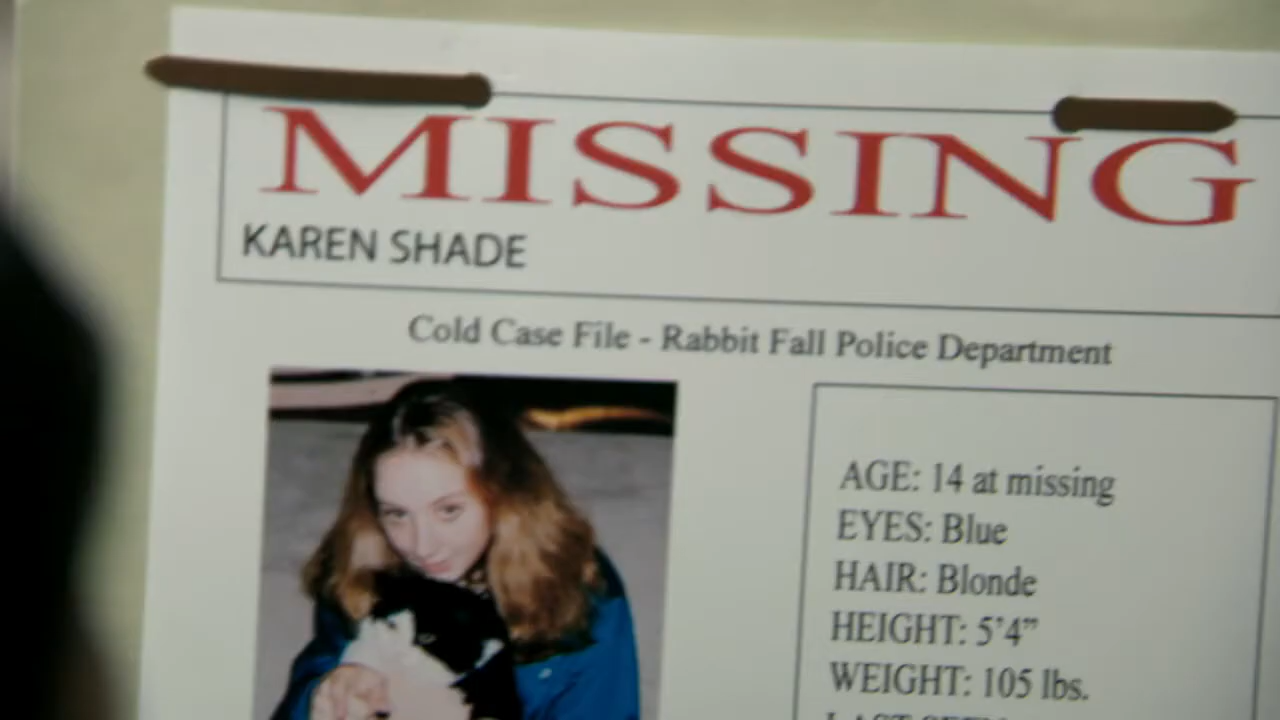 MISSING
KAREN SHADE
Cold Case File - Rabbit Fall Police Department
AGE: 14 at missing
EYES: Blue
HAIR: Blonde
HEIGHT: 5'4"
WEIGHT: 105 lbs.